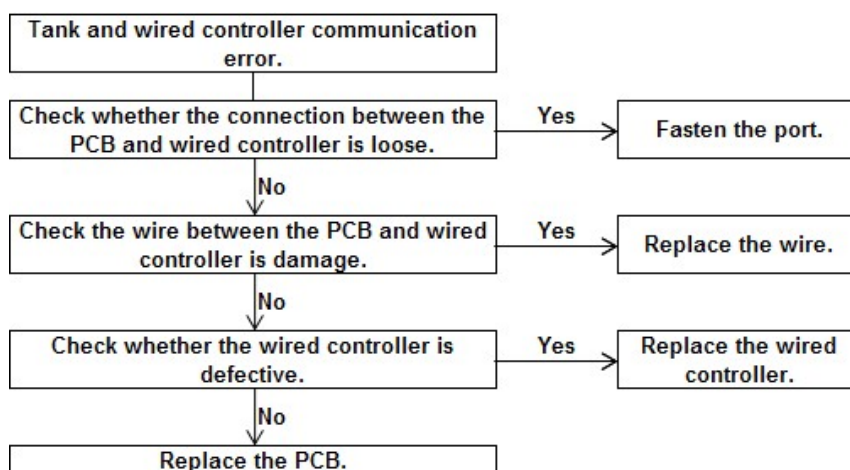 Tank and wired controller communication
error.
Check whether the connection between the
PCB and wired controller is loose.
Yes
Fasten the port.
No
Check the wire between the PCB and wired
controller is damage.
Yes
Replace the wire.
No
Check whether the wired controller is
defective.
Yes
Replace the wired
controller.
No
Replace the PCB.